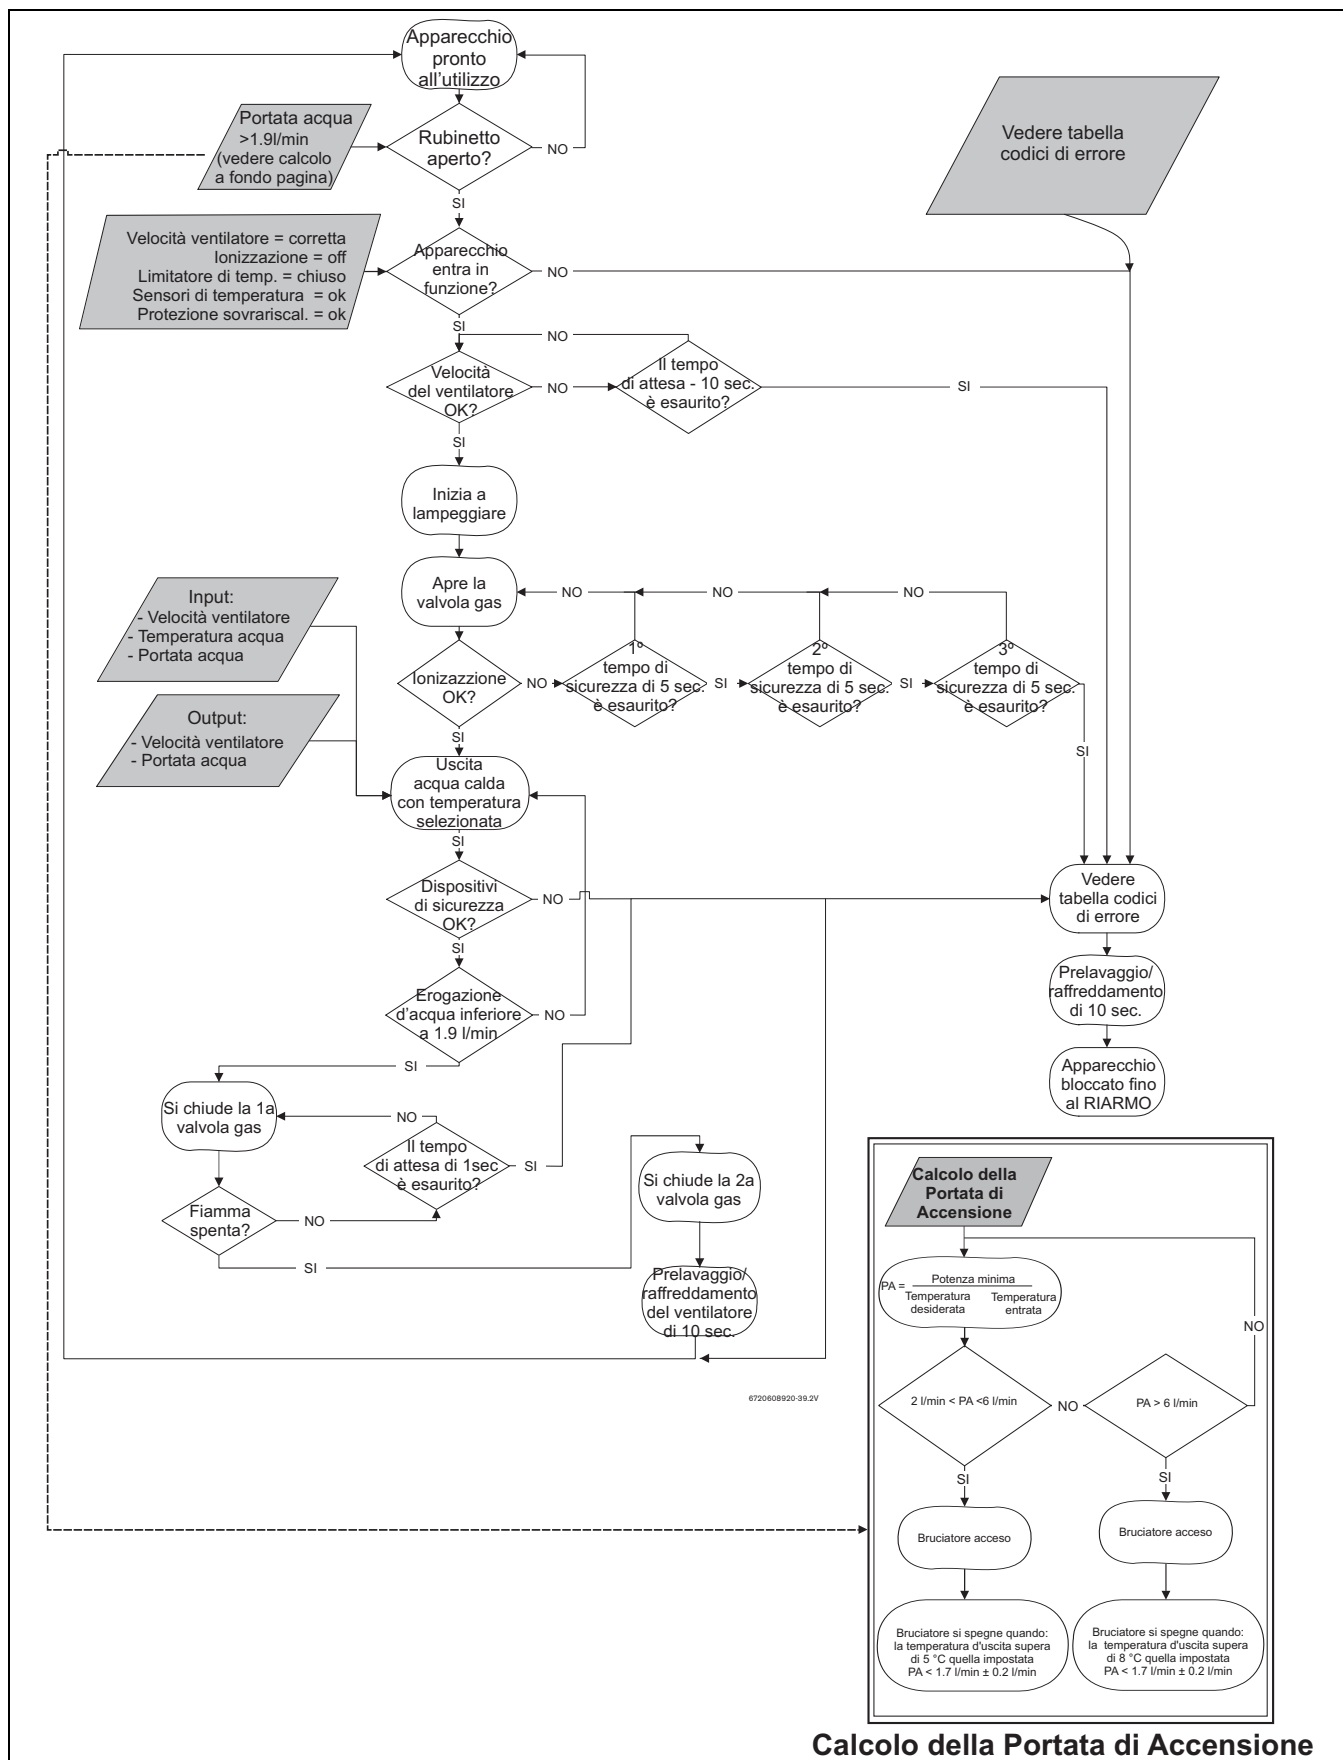 Apparecchio
pronto
all'utilizzo
Portata acqua
>1.9l/min
(vedere calcolo
a fondo pagina)
Rubinetto
aperto?
NO
SI
Vedere tabella
codici di errore
Velocità ventilatore = corretta
Ionizzazione = off
Limitatore di temp. = chiuso
Sensori di temperatura = ok
Protezione sovrariscal. = ok
Apparecchio
entra in
funzione?
NO
SI
NO
Velocità
del ventilatore
OK?
NO
Il tempo
di attesa - 10 sec.
è esaurito?
SI
SI
Inizia a
lampeggiare
Apre la
valvola gas
NO
NO
NO
Input:
- Velocità ventilatore
- Temperatura acqua
- Portata acqua
Ionizazzione
OK?
NO
1º
tempo di
sicurezza di 5 sec.
è esaurito?
SI
2º
tempo di
sicurezza di 5 sec.
è esaurito?
SI
3º
tempo di
sicurezza di 5 sec.
è esaurito?
SI
SI
Output:
- Velocità ventilatore
- Portata acqua
Uscita
acqua calda
con temperatura
selezionata
SI
Dispositivi
di sicurezza
OK?
NO
SI
Vedere
tabella codici
di errore
Erogazione
d'acqua inferiore
a 1.9 l/min
NO
SI
Prelavaggio/
raffreddamento
di 10 sec.
Apparecchio
bloccato fino
al RIARMO
Si chiude la 1a
valvola gas
NO
Il tempo
di attesa di 1sec
è esaurito?
SI
Fiamma
spenta?
NO
SI
Si chiude la 2a
valvola gas
Prelavaggio/
raffreddamento
del ventilatore
di 10 sec.
6720608920-39.2V
Calcolo della
Portata di
Accensione
PA =
Potenza minima
Temperatura
desiderata
Temperatura
entrata
NO
2 l/min < PA <6 l/min
NO
PA > 6 l/min
SI
SI
Bruciatore acceso
Bruciatore acceso
Bruciatore si spegne quando:
la temperatura d'uscita supera
di 5 °C quella impostata
PA < 1.7 l/min ± 0.2 l/min
Bruciatore si spegne quando:
la temperatura d'uscita supera
di 8 °C quella impostata
PA < 1.7 l/min ± 0.2 l/min
Calcolo della Portata di Accensione